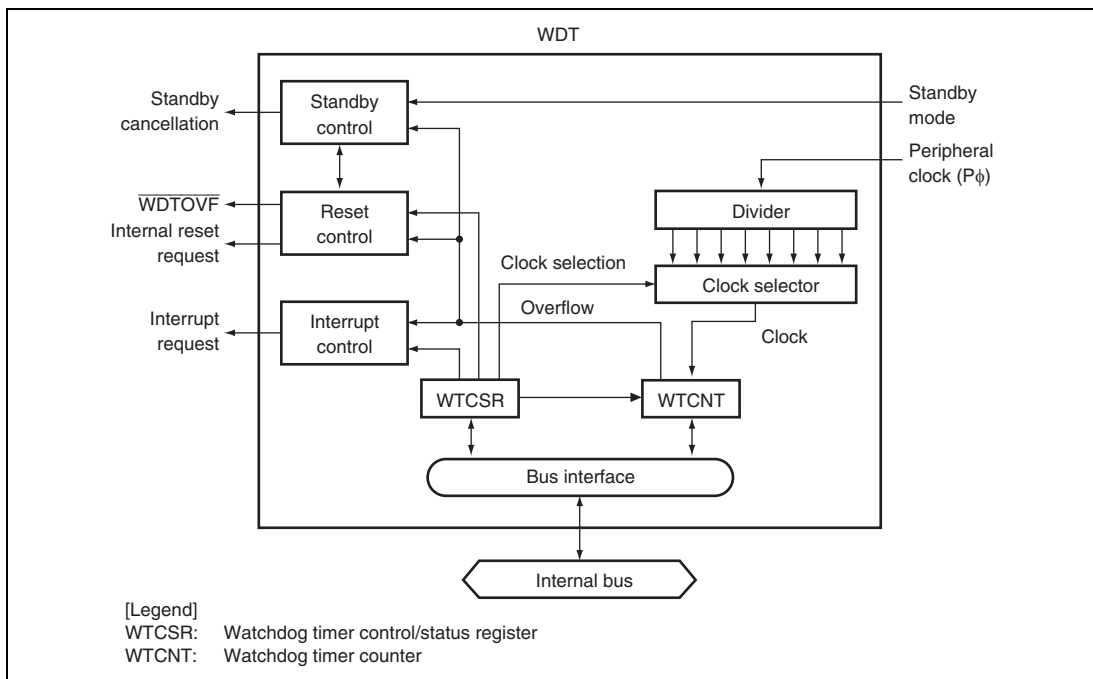 WDT
Standby
cancellation
Standby
control
Standby
mode
Peripheral
clock (Pϕ)
WDTOVF
Internal reset
request
Reset
control
Divider
Clock selection
Clock selector
Overflow
Clock
Interrupt
request
Interrupt
control
WTCSR
WTCNT
Bus interface
Internal bus
[Legend]
WTCSR: Watchdog timer control/status register
WTCNT: Watchdog timer counter